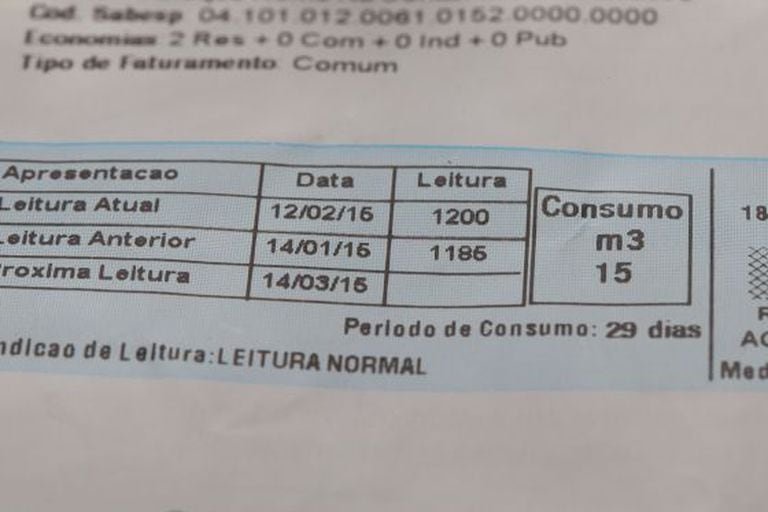 Cod. Sabesp 04.101.012.0061.0152.0000.0000
Economias 2 Res + 0 Com + 0 Ind + 0 Pub
Tipo de Faturamento Comum
Apresentacao Data Leitura
Leitura Atual 12/02/15 1200
Leitura Anterior 14/01/15 1185
roxima Leitura 14/03/15
Consumo
m3
15
18
Periodo de Consumo: 29 dias
ndicao de Leitura:LEITURA NORMAL
Med